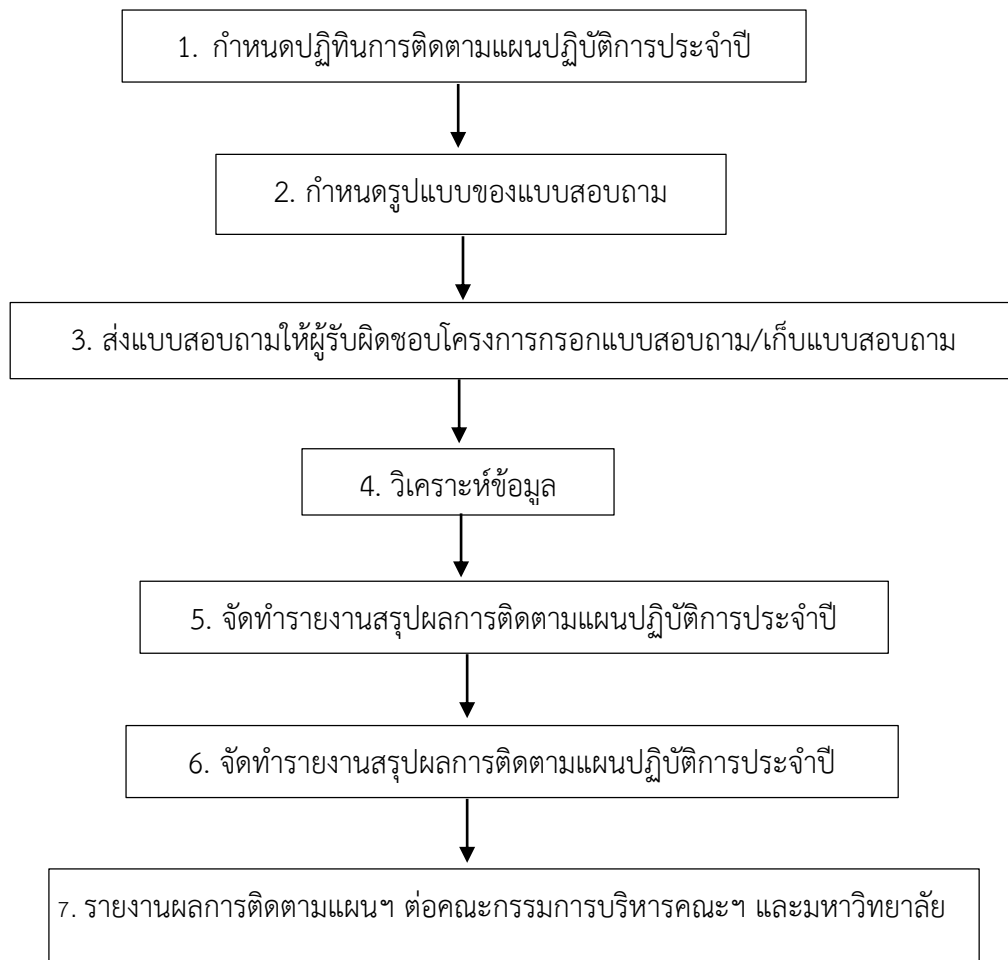 1. กำหนดปฏิทินการติดตามแผนปฏิบัติการประจำปี
2. กำหนดรูปแบบของแบบสอบถาม
3. ส่งแบบสอบถามให้ผู้รับผิดชอบโครงการกรอกแบบสอบถาม/เก็บแบบสอบถาม
4. วิเคราะห์ข้อมูล
5. จัดทำรายงานสรุปผลการติดตามแผนปฏิบัติการประจำปี
6. จัดทำรายงานสรุปผลการติดตามแผนปฏิบัติการประจำปี
7. รายงานผลการติดตามแผนฯ ต่อคณะกรรมการบริหารคณะฯ และมหาวิทยาลัย